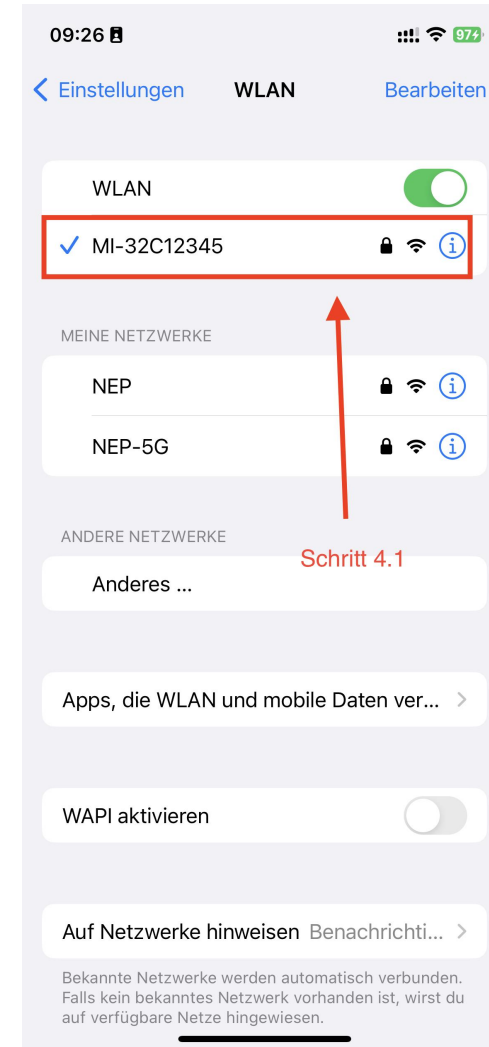 09:26
97
Einstellungen WLAN Bearbeiten
WLAN
MI-32C12345
MEINE NETZWERKE
NEP
NEP-5G
ANDERE NETZWERKE
Schritt 4.1
Anderes ...
Apps, die WLAN und mobile Daten ver...
WAPI aktivieren
Auf Netzwerke hinweisen Benachrichti...
Bekannte Netzwerke werden automatisch verbunden.
Falls kein bekanntes Netzwerk vorhanden ist, wirst du
auf verfügbare Netze hingewiesen.